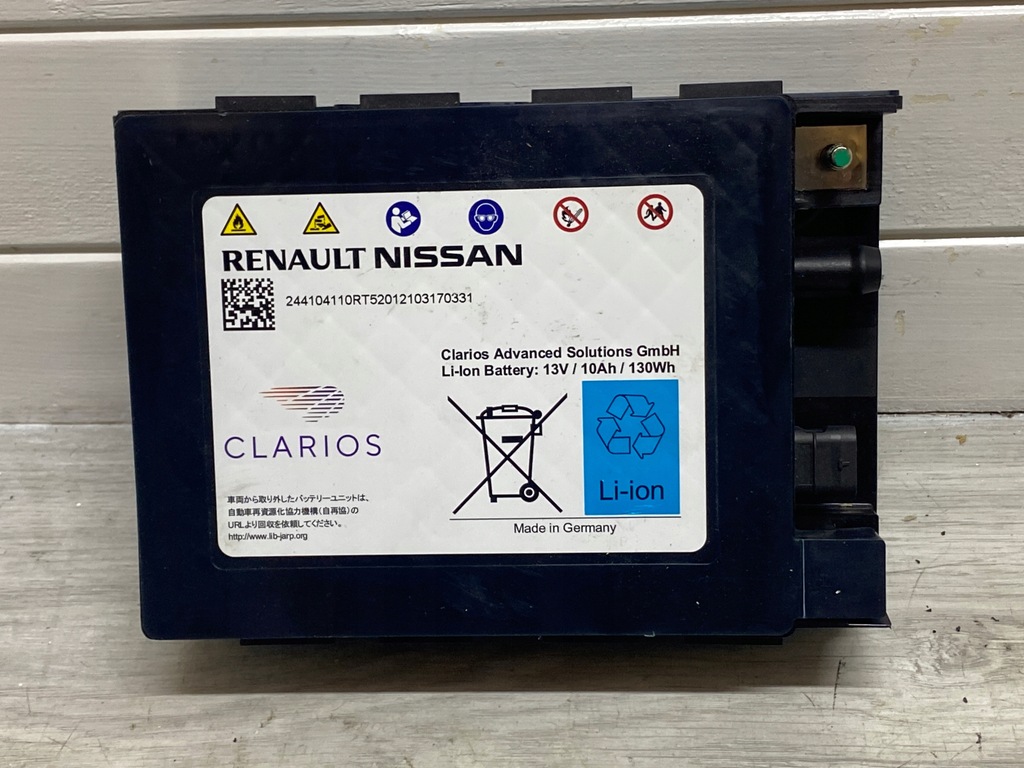 RENAULT NISSAN
244104110RT52012103170331
Clarios Advanced Solutions GmbH
Li-Ion Battery: 13V / 10Ah / 130Wh
CLARIOS
Li-ion
車両から取り外したバッテリーユニットは、
自動車再資源化協力機構(自再協)の
URLより回収を依頼してください。
http://www.lib-jarp.org
Made in Germany